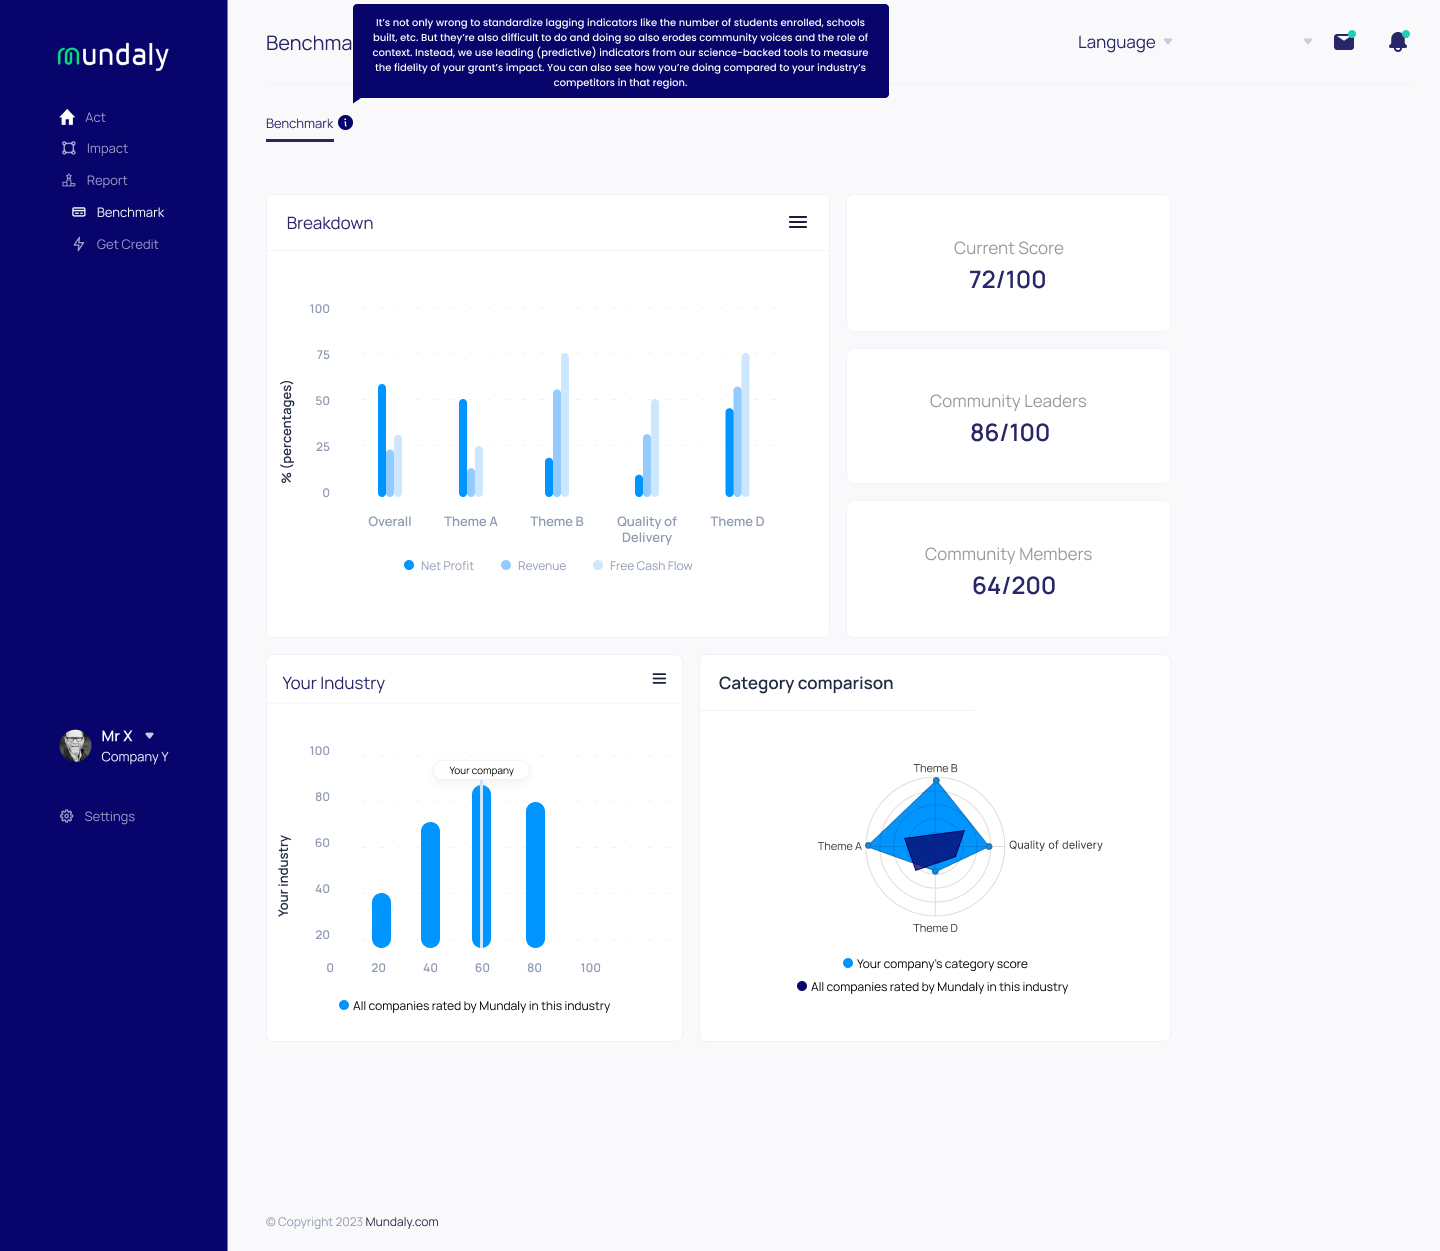 mundaly
Act
Impact
Report
Benchmark
Get Credit
Mr X
Company Y
Settings
Benchma
It's not only wrong to standardize lagging indicators like the number of students enrolled, schools
built, etc. But they're also difficult to do and doing so also erodes community voices and the role of
context. Instead, we use leading (predictive) indicators from our science-backed tools to measure
the fidelity of your grant's impact. You can also see how you're doing compared to your industry's
competitors in that region.
Language
Benchmark
Breakdown
100
75
50
25
0
% (percentages)
Overall
Theme A
Theme B
Quality of
Delivery
Theme D
Net Profit
Revenue
Free Cash Flow
Current Score
72/100
Community Leaders
86/100
Community Members
64/200
Your Industry
100
80
60
40
20
Your industry
Your company
0
20
40
60
80
100
All companies rated by Mundaly in this industry
Category comparison
Theme B
Theme A
Quality of delivery
Theme D
Your company's category score
All companies rated by Mundaly in this industry
© Copyright 2023 Mundaly.com